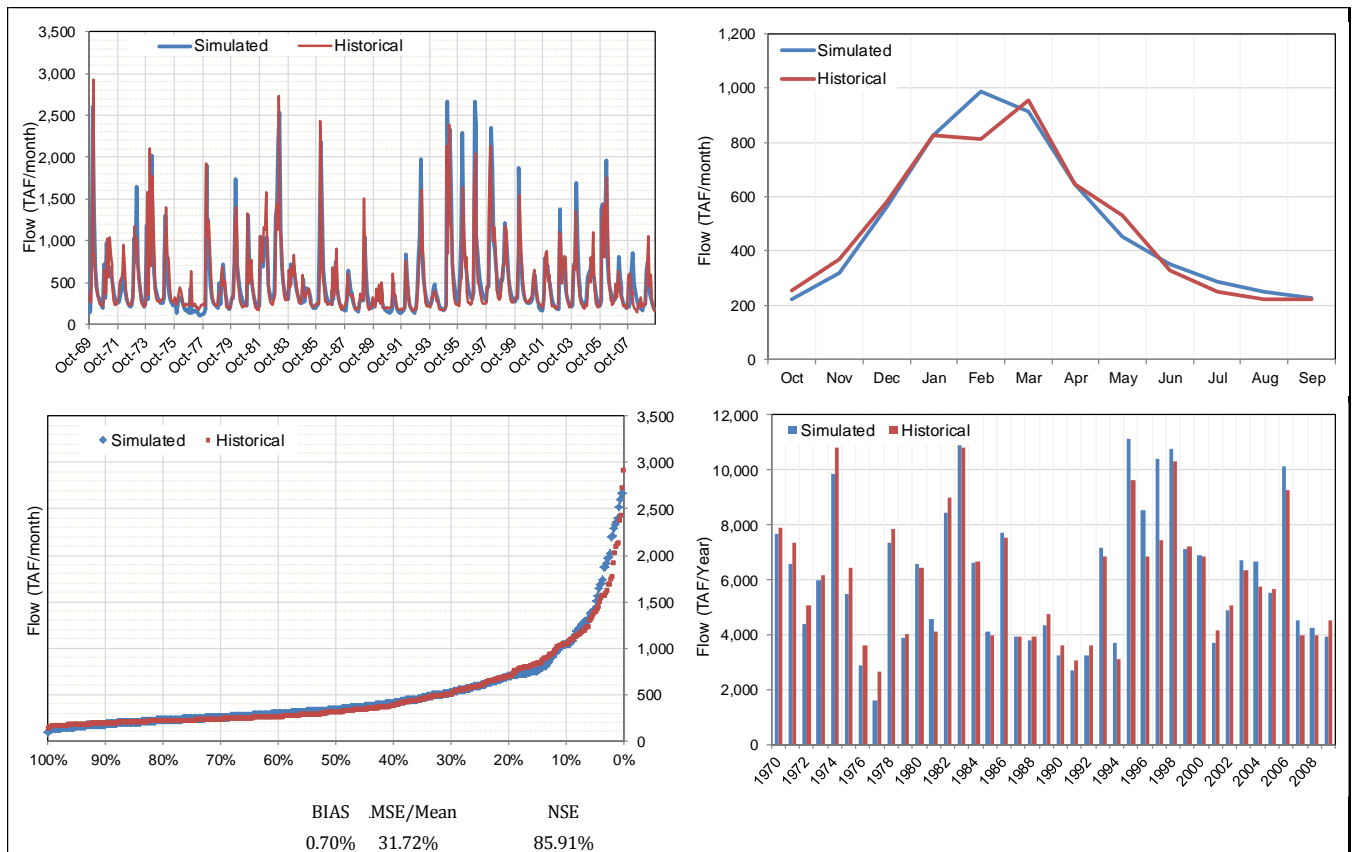 Simulated Historical
3,500
3,000
2,500
2,000
1,500
1,000
500
0
Flow (TAF/month)
Oct-69
Oct-71
Oct-73
Oct-75
Oct-77
Oct-79
Oct-81
Oct-83
Oct-85
Oct-87
Oct-89
Oct-91
Oct-93
Oct-95
Oct-97
Oct-99
Oct-01
Oct-03
Oct-05
Oct-07
Simulated
Historical
1,200
1,000
800
600
400
200
0
Flow (TAF/month)
Oct Nov Dec Jan Feb Mar Apr May Jun Jul Aug Sep
Simulated Historical
3,500
3,000
2,500
2,000
1,500
1,000
500
0
Flow (TAF/month)
100% 90% 80% 70% 60% 50% 40% 30% 20% 10% 0%
BIAS MSE/Mean NSE
0.70% 31.72% 85.91%
Simulated Historical
12,000
10,000
8,000
6,000
4,000
2,000
0
Flow (TAF/Year)
1970
1972
1974
1976
1978
1980
1982
1984
1986
1988
1990
1992
1994
1996
1998
2000
2002
2004
2006
2008